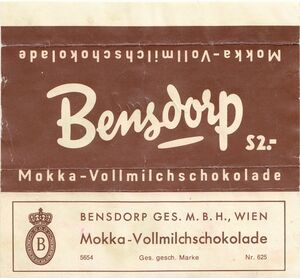 Mokka-Vollmilchschokolade
Bensdorp
S2.-
Mokka-Vollmilchschokolade
BENSDORP GES. M. B. H., WIEN
Mokka-Vollmilchschokolade
5654 Ges. gesch. Marke Nr. 625
B